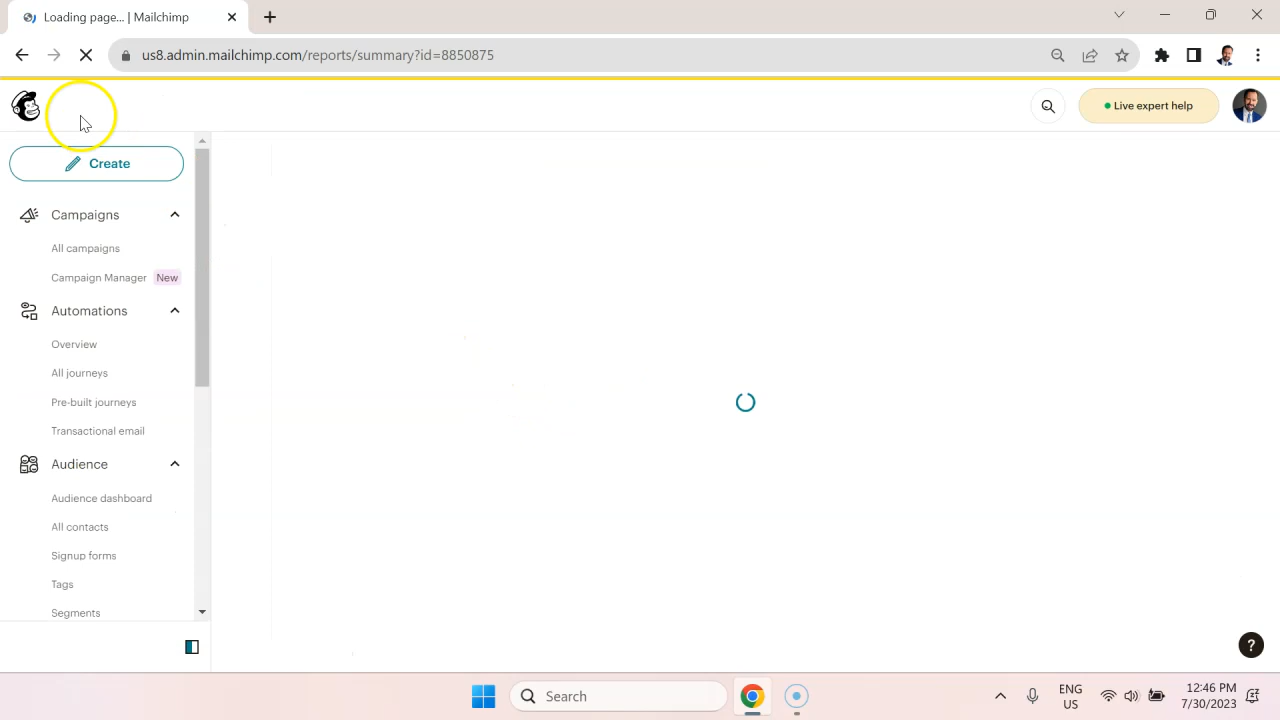 Loading page... | Mailchimp
us8.admin.mailchimp.com/reports/summary?id=8850875
Live expert help
Create
Campaigns
All campaigns
Campaign Manager New
Automations
Overview
All journeys
Pre-built journeys
Transactional email
Audience
Audience dashboard
All contacts
Signup forms
Tags
Segments
?
Search
ENG
US
12:46 PM
7/30/2023